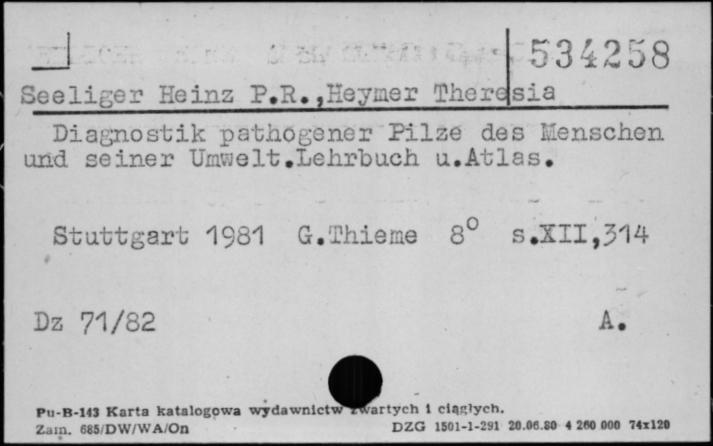 534258
Seeliger Heinz P.R.,Heymer Theresia
Diagnostik pathogener Pilze des Menschen
und seiner Umwelt.Lehrbuch u.Atlas.
Stuttgart 1981 G.Thieme 8° s.XII,314
Dz 71/82 A.
Pu-B-143 Karta katalogowa wydawnictw zwartych i ciągłych.
Zam. 685/DW/WA/On DZG 1501-1-291 20.06.80 4 260 000 74x120